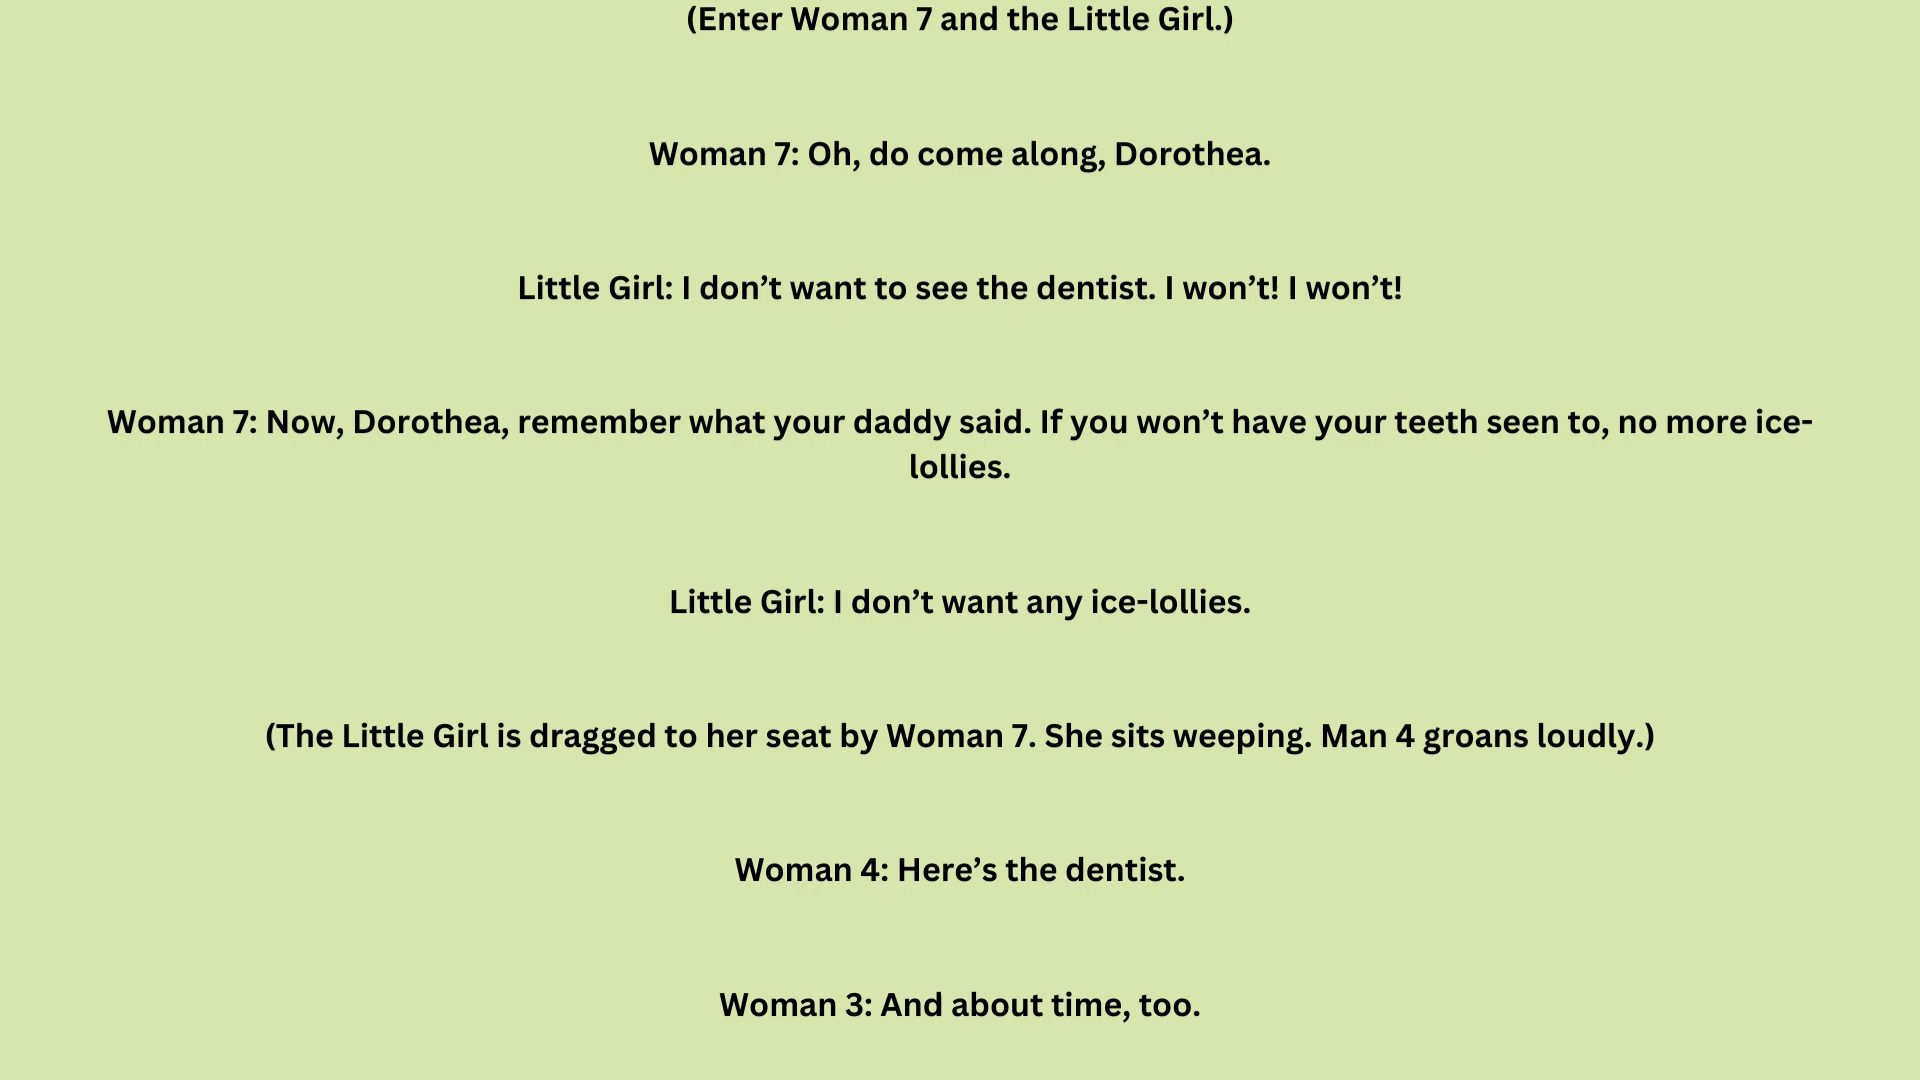 (Enter Woman 7 and the Little Girl.)
Woman 7: Oh, do come along, Dorothea.
Little Girl: I don’t want to see the dentist. I won’t! I won’t!
Woman 7: Now, Dorothea, remember what your daddy said. If you won’t have your teeth seen to, no more ice-
lollies.
Little Girl: I don’t want any ice-lollies.
(The Little Girl is dragged to her seat by Woman 7. She sits weeping. Man 4 groans loudly.)
Woman 4: Here’s the dentist.
Woman 3: And about time, too.